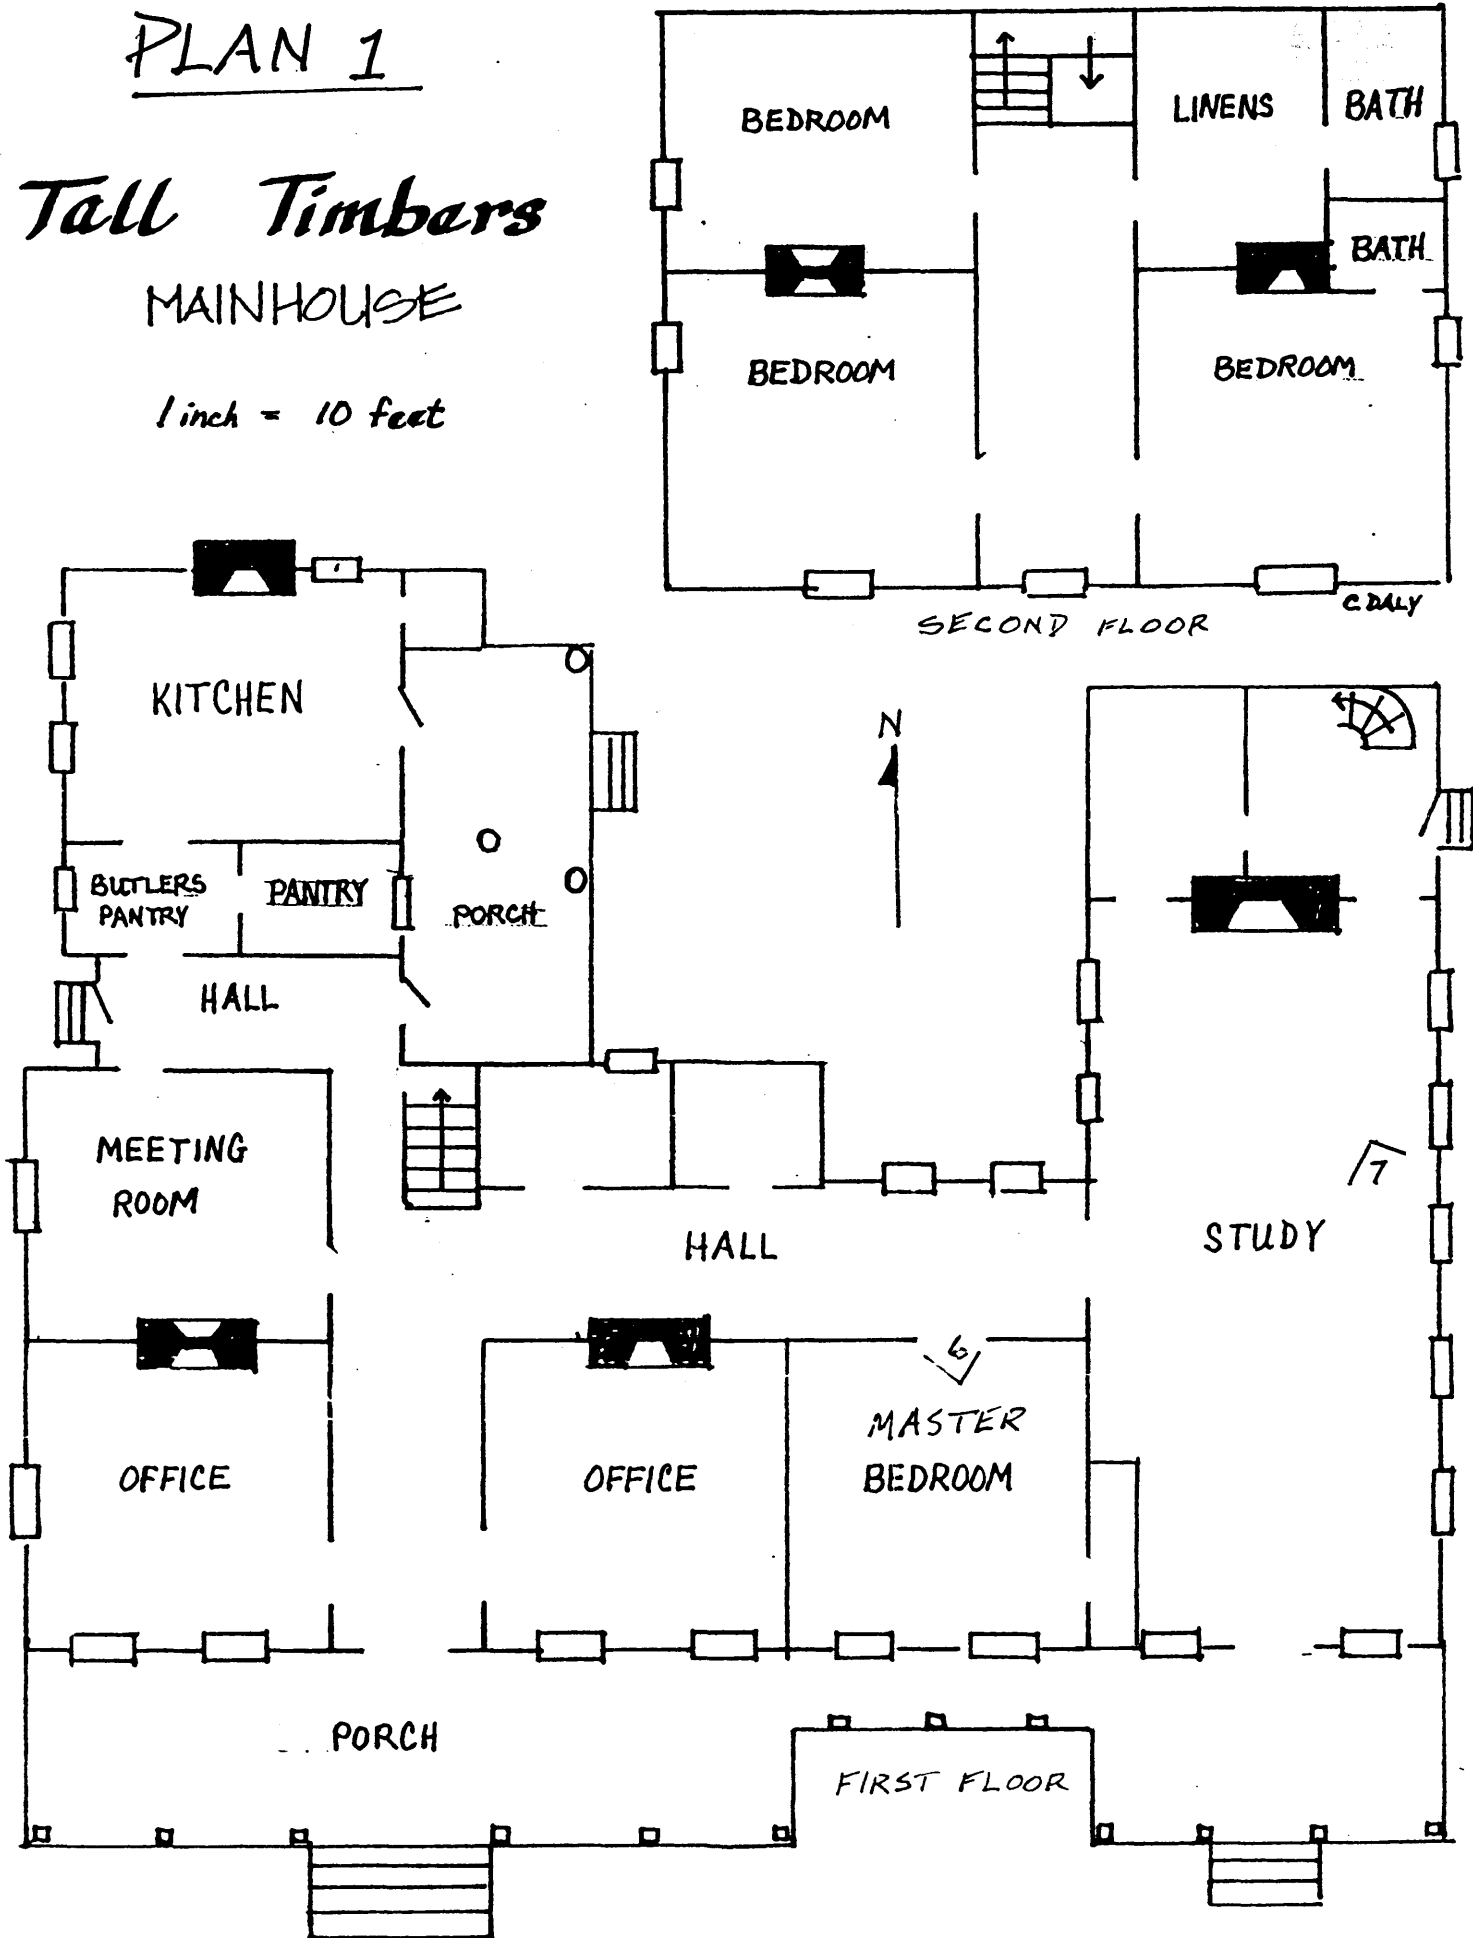 PLAN 1
Tall Timbers
MAINHOUSE
1 inch = 10 feet
BEDROOM
LINENS
BATH
BATH
BEDROOM
BEDROOM
C. DALY
SECOND FLOOR
KITCHEN
N
BUTLERS
PANTRY
PANTRY
PORCH
HALL
MEETING
ROOM
7
HALL
STUDY
6
MASTER
BEDROOM
OFFICE
OFFICE
PORCH
FIRST FLOOR